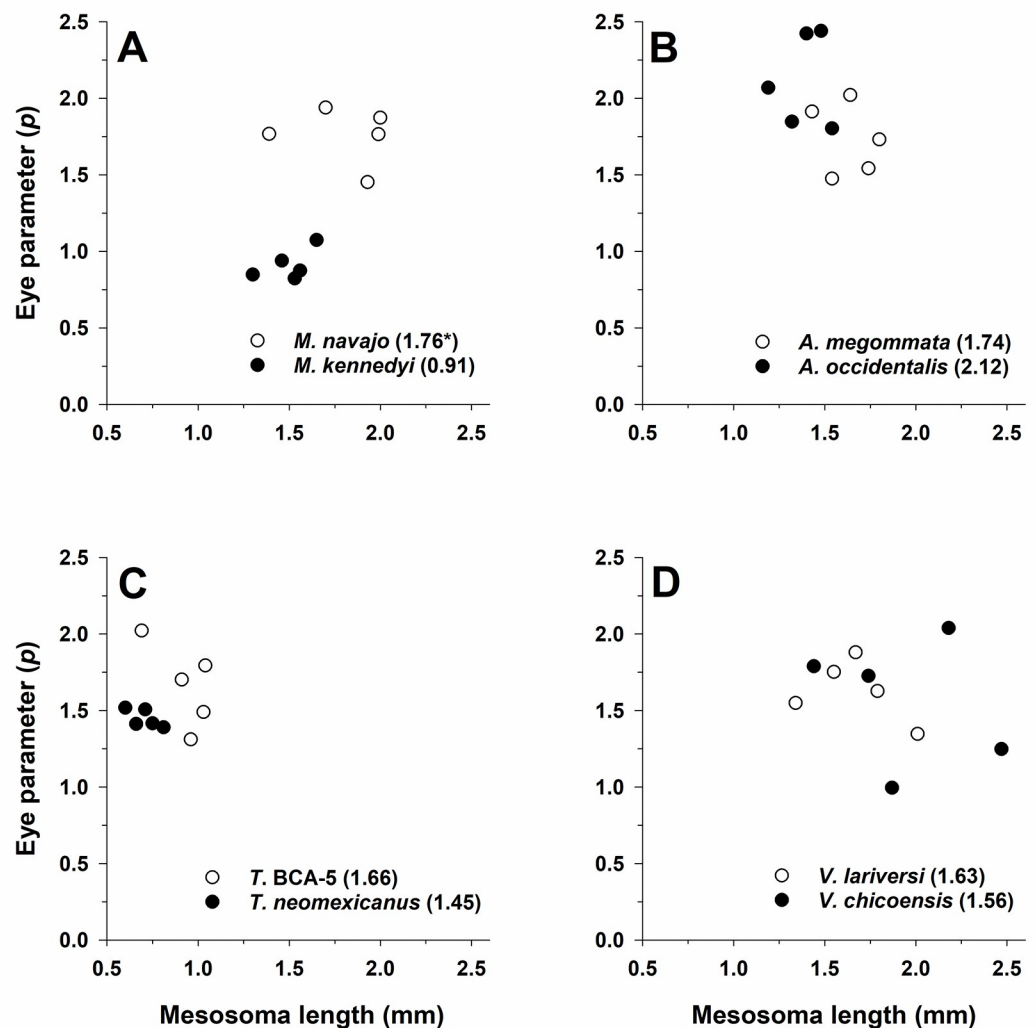 A
Eye parameter (p)
2.5
2.0
1.5
1.0
0.5
0.0
M. navajo (1.76*)
M. kennedyi (0.91)
0.5 1.0 1.5 2.0 2.5
B
2.5
2.0
1.5
1.0
0.5
0.0
A. megommata (1.74)
A. occidentalis (2.12)
0.5 1.0 1.5 2.0 2.5
C
Eye parameter (p)
2.5
2.0
1.5
1.0
0.5
0.0
T. BCA-5 (1.66)
T. neomexicanus (1.45)
0.5 1.0 1.5 2.0 2.5
Mesosoma length (mm)
D
2.5
2.0
1.5
1.0
0.5
0.0
V. lariversi (1.63)
V. chicoensis (1.56)
0.5 1.0 1.5 2.0 2.5
Mesosoma length (mm)